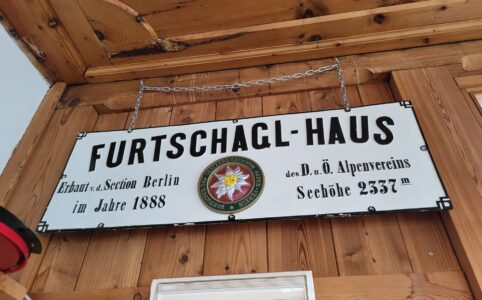 FURTSCHAGL-HAUS
Erbaut v. d. Section Berlin
im Jahre 1888
des D. u. Ö. Alpenvereins
Seehöhe 2337 m